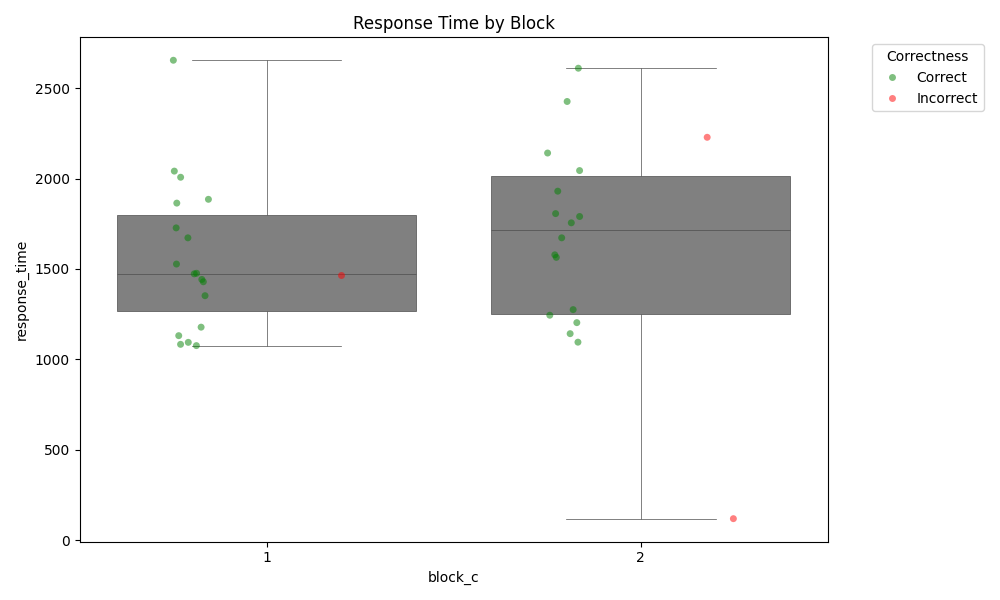 Response Time by Block
Correctness
Correct
Incorrect
response_time
2500
2000
1500
1000
500
0
1
2
block_c